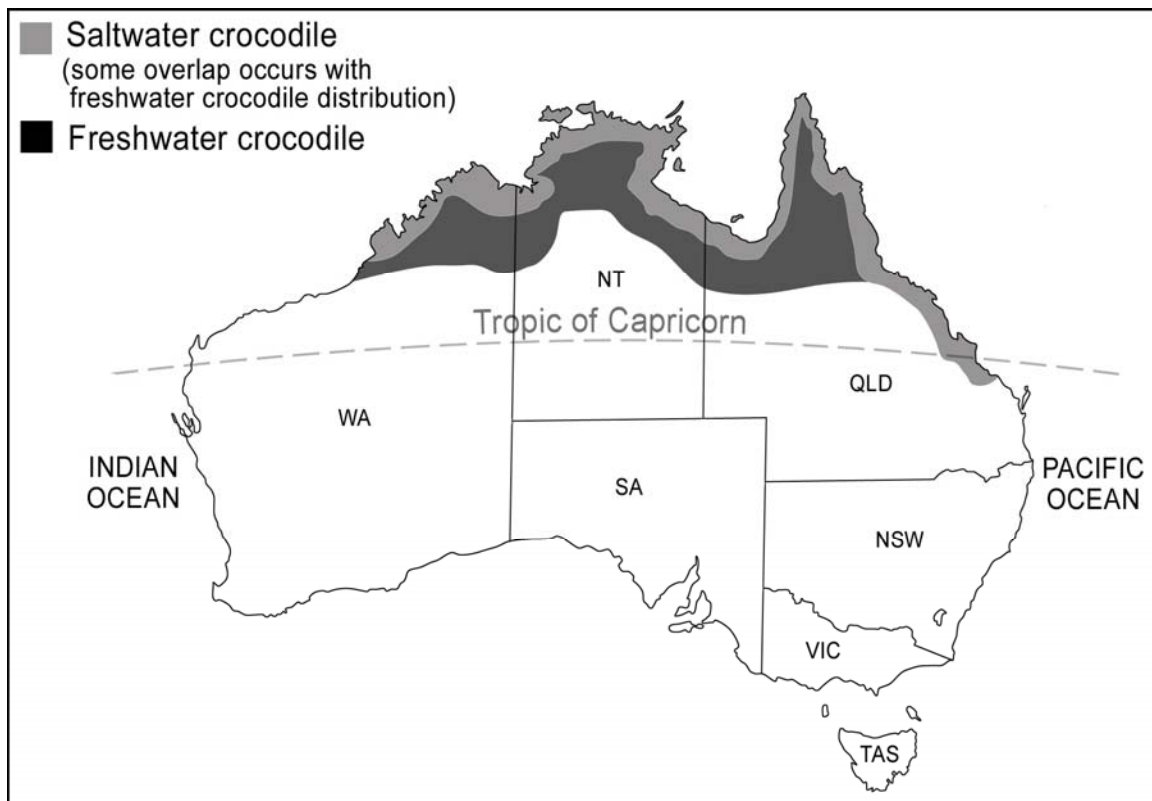 Saltwater crocodile
(some overlap occurs with
freshwater crocodile distribution)
Freshwater crocodile
NT
Tropic of Capricorn
QLD
WA
INDIAN
OCEAN
PACIFIC
OCEAN
SA
NSW
VIC
TAS